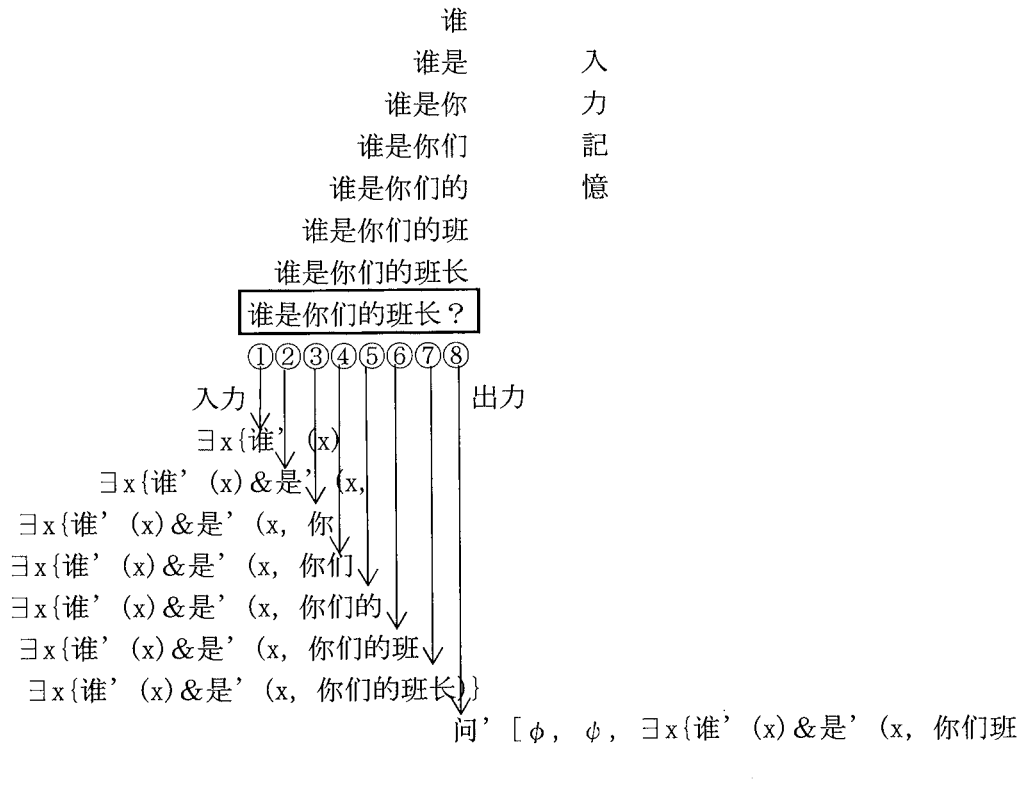 谁
谁是 入
谁是你 力
谁是你们 記
谁是你们的 憶
谁是你们的班
谁是你们的班长
谁是你们的班长？
①②③④⑤⑥⑦⑧
入力 出力
∃x{谁’(x)
∃x{谁’(x)&是’(x,
∃x{谁’(x)&是’(x, 你
∃x{谁’(x)&是’(x, 你们
∃x{谁’(x)&是’(x, 你们的
∃x{谁’(x)&是’(x, 你们的班
∃x{谁’(x)&是’(x, 你们的班长)}
问’[φ, ψ, ∃x{谁’(x)&是’(x, 你们班